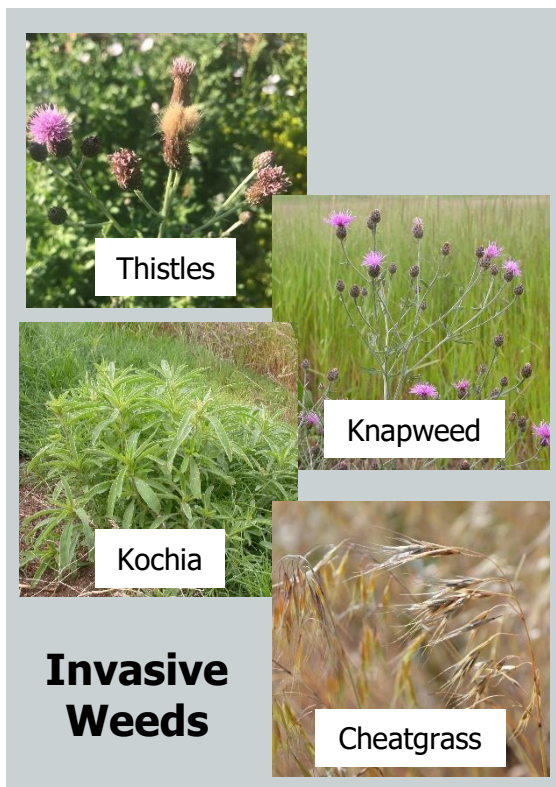 Thistles
Knapweed
Kochia
Invasive
Weeds
Cheatgrass